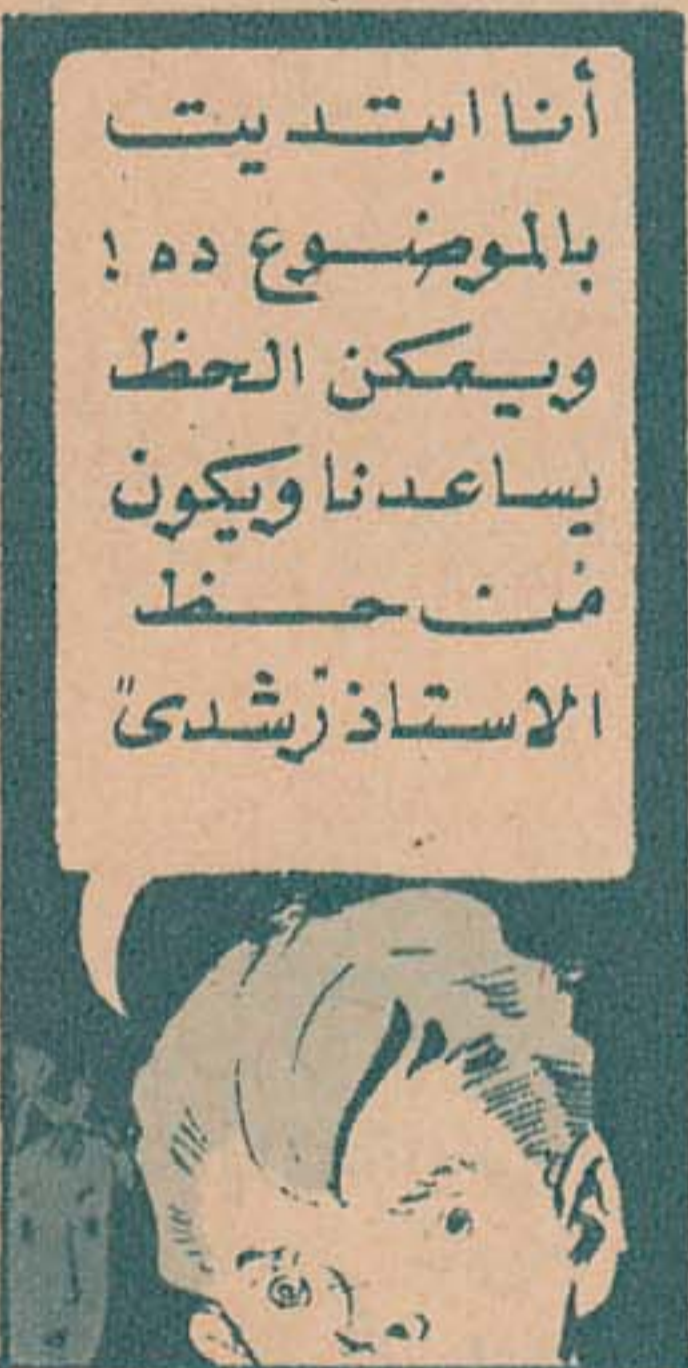 أنا ابتديت
بالموضوع ده !
ويمكن الحظ
يساعدنا ويكون
من حظ
الاستاذ "رشدى"